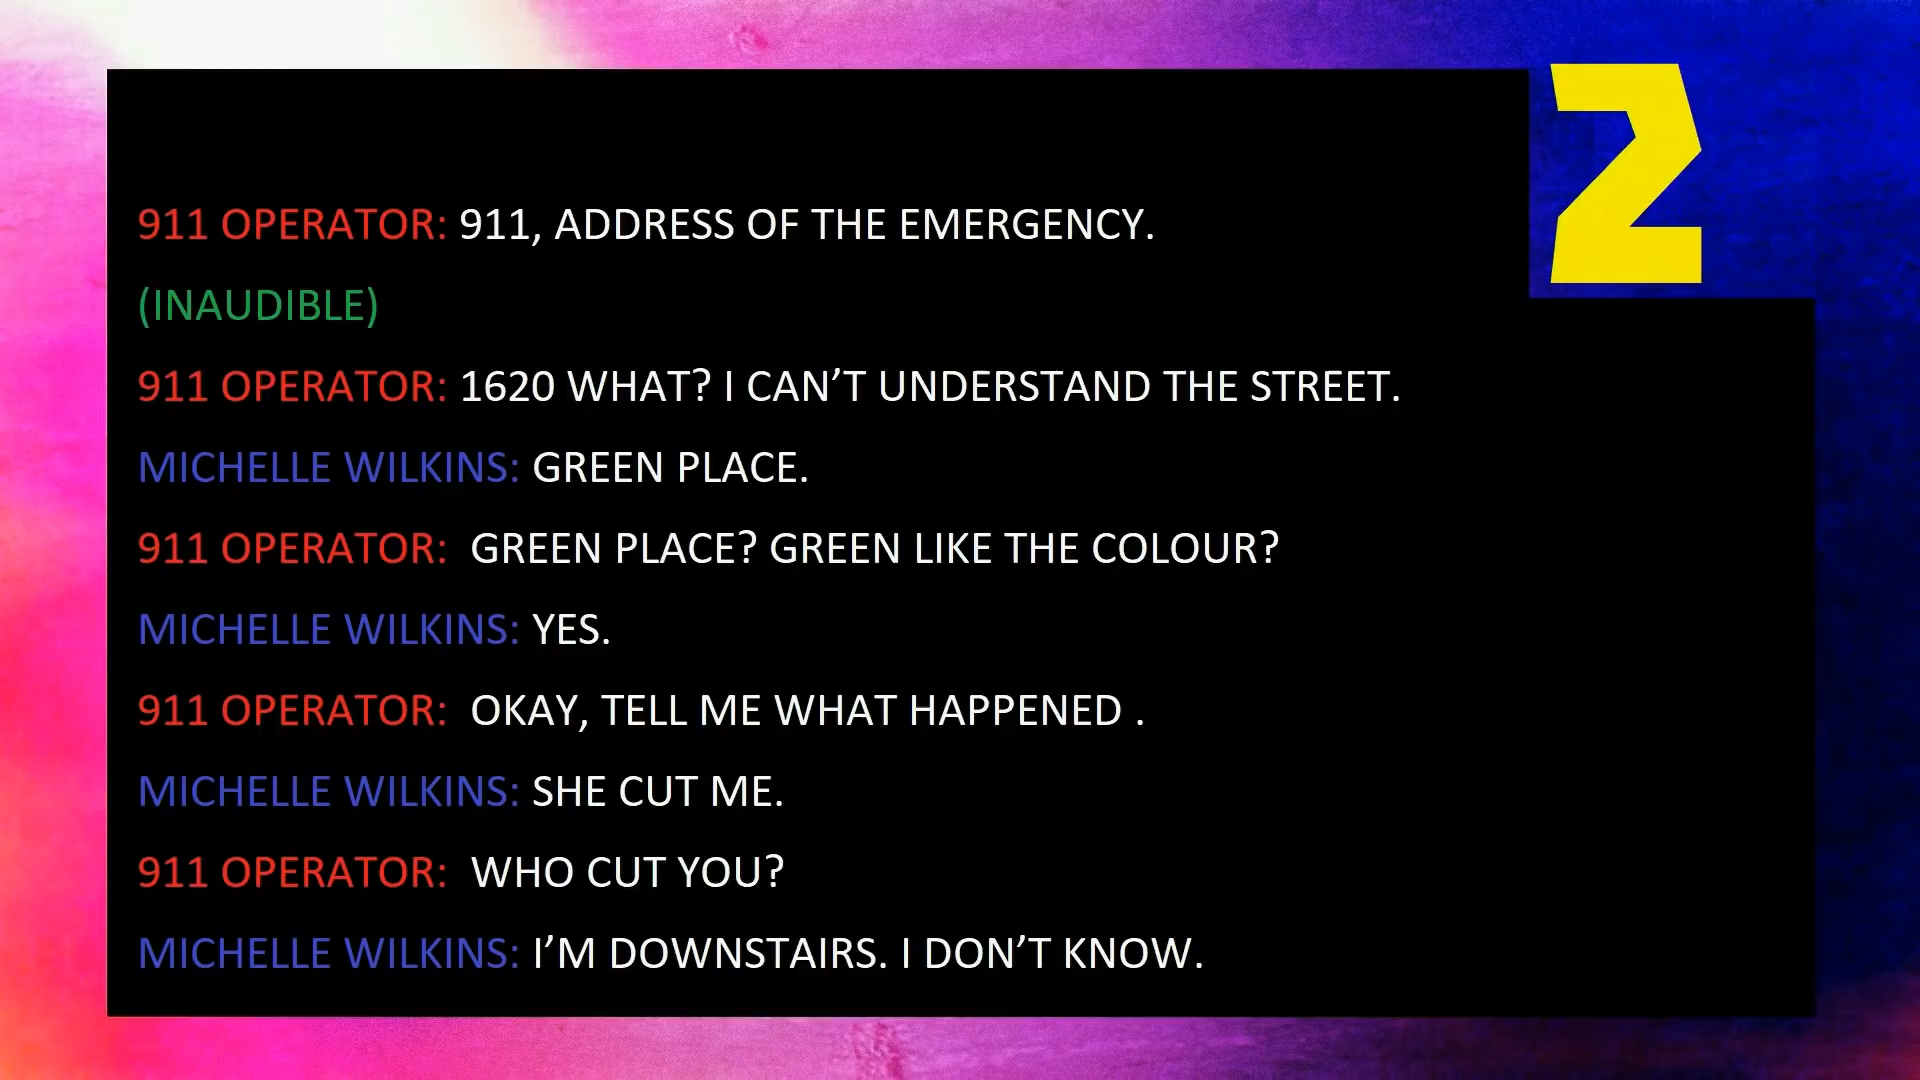 2
911 OPERATOR: 911, ADDRESS OF THE EMERGENCY.
(INAUDIBLE)
911 OPERATOR: 1620 WHAT? I CAN’T UNDERSTAND THE STREET.
MICHELLE WILKINS: GREEN PLACE.
911 OPERATOR: GREEN PLACE? GREEN LIKE THE COLOUR?
MICHELLE WILKINS: YES.
911 OPERATOR: OKAY, TELL ME WHAT HAPPENED .
MICHELLE WILKINS: SHE CUT ME.
911 OPERATOR: WHO CUT YOU?
MICHELLE WILKINS: I’M DOWNSTAIRS. I DON’T KNOW.